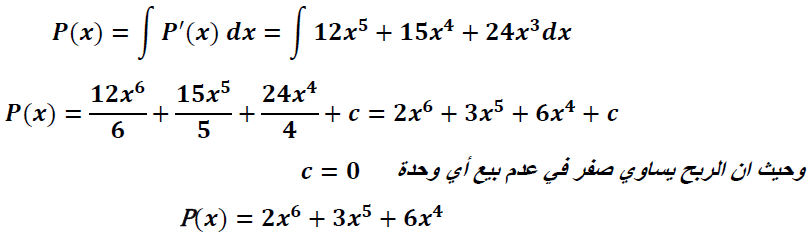 P(x) = ∫ P′(x) dx = ∫ 12x⁵ + 15x⁴ + 24x³dx
P(x) = 12x⁶/6 + 15x⁵/5 + 24x⁴/4 + c = 2x⁶ + 3x⁵ + 6x⁴ + c
وحيث ان الربح يساوي صفر في عدم بيع أي وحدة c = 0
P(x) = 2x⁶ + 3x⁵ + 6x⁴